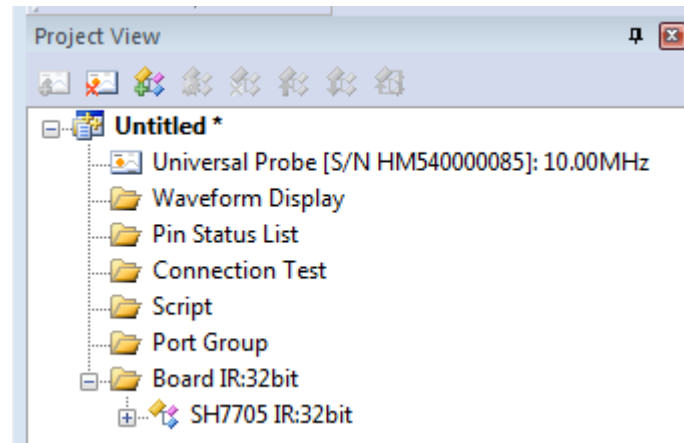 Project View
Untitled *
Universal Probe [S/N HM540000085]: 10.00MHz
Waveform Display
Pin Status List
Connection Test
Script
Port Group
Board IR:32bit
SH7705 IR:32bit